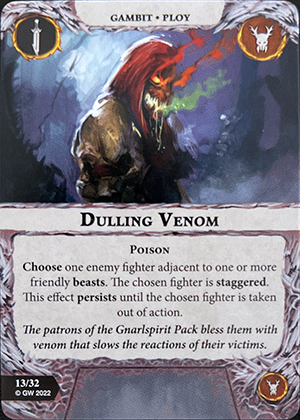 GAMBIT • PLOY
DULLING VENOM
POISON
Choose one enemy fighter adjacent to one or more
friendly beasts. The chosen fighter is staggered.
This effect persists until the chosen fighter is taken
out of action.
The patrons of the Gnarlspirit Pack bless them with
venom that slows the reactions of their victims.
13/32
© GW 2022